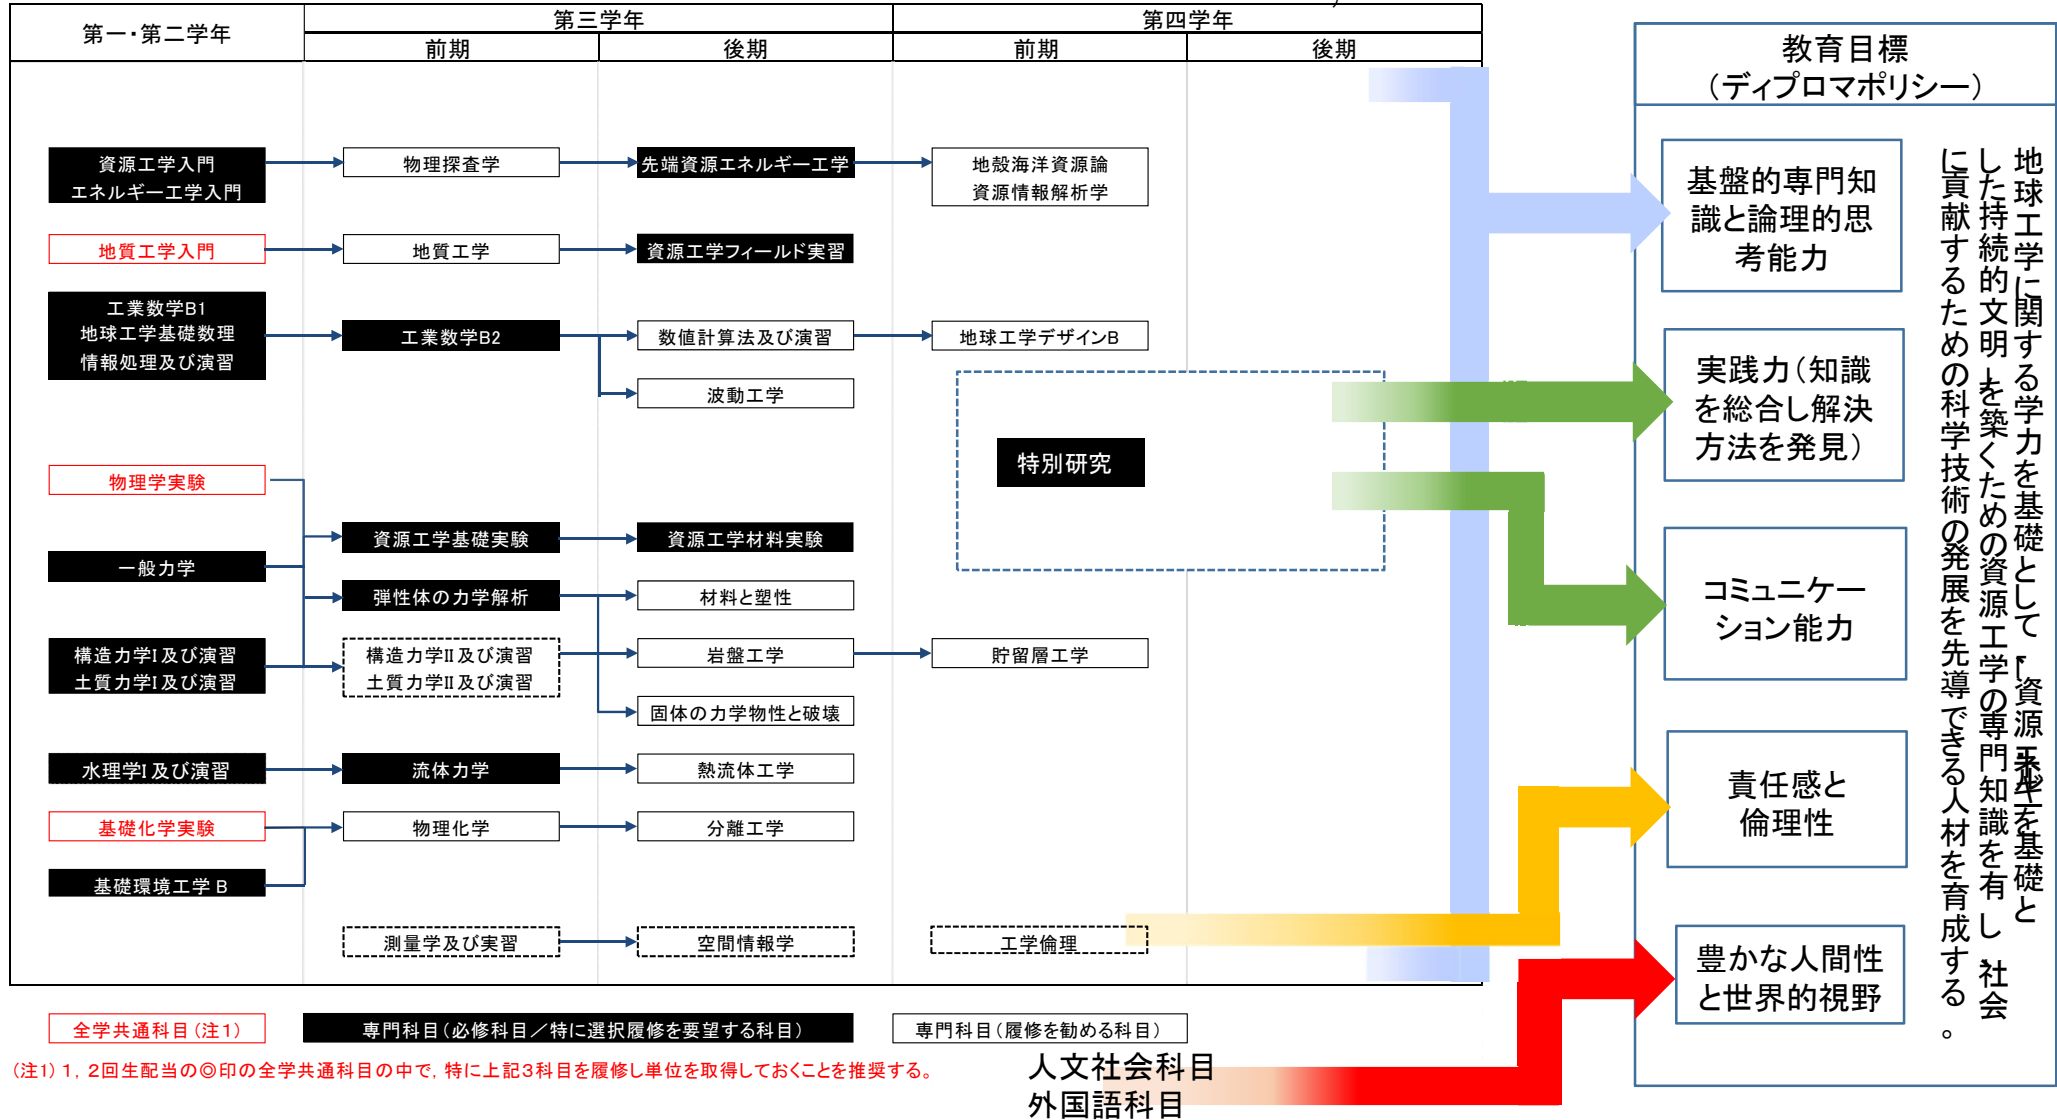 第一・第二学年
第三学年
第四学年
前期
後期
前期
後期
資源工学入門
エネルギー工学入門
物理探査学
先端資源エネルギー工学
地殻海洋資源論
資源情報解析学
地質工学入門
地質工学
資源工学フィールド実習
工業数学B1
地球工学基礎数理
情報処理及び演習
工業数学B2
数値計算法及び演習
地球工学デザインB
波動工学
特別研究
物理学実験
資源工学基礎実験
資源工学材料実験
一般力学
弾性体の力学解析
材料と塑性
構造力学I及び演習
土質力学I及び演習
構造力学II及び演習
土質力学II及び演習
岩盤工学
貯留層工学
固体の力学物性と破壊
水理学I及び演習
流体力学
熱流体工学
基礎化学実験
物理化学
分離工学
基礎環境工学 B
測量学及び実習
空間情報学
工学倫理
全学共通科目(注1)
専門科目(必修科目／特に選択履修を要望する科目)
専門科目(履修を勧める科目)
(注1) 1, 2回生配当の◎印の全学共通科目の中で, 特に上記3科目を履修し単位を取得しておくことを推奨する。
人文社会科目
外国語科目
教育目標
(ディプロマポリシー)
基盤的専門知
識と論理的思
考能力
実践力(知識
を総合し解決
方法を発見)
コミュニケー
ション能力
責任感と
倫理性
豊かな人間性
と世界的視野
地球工学に関する学力を基礎として、「資源エネルギーを基礎と
した持続的文明」を築くための資源工学の専門知識を有し、社会
に貢献するための科学技術の発展を先導できる人材を育成する。